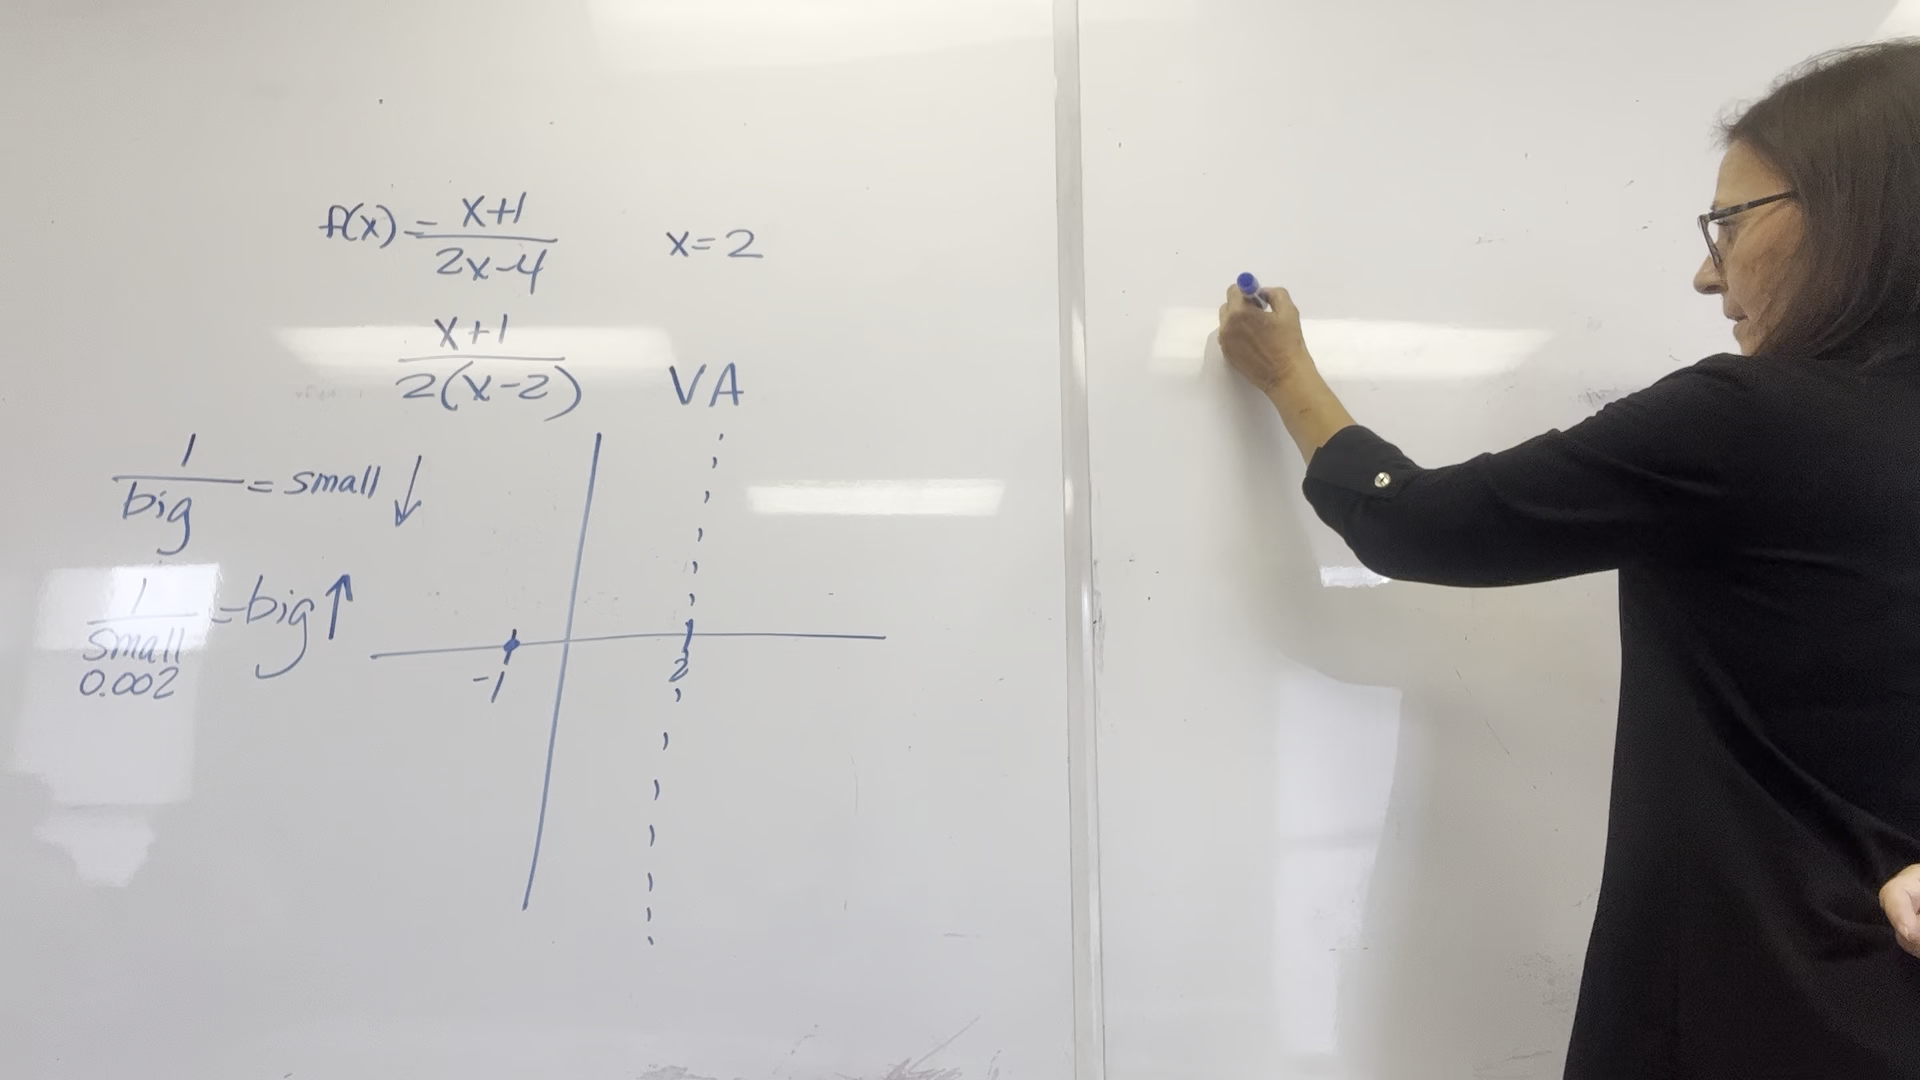 f(x) = x+1 / 2x-4
x=2
x+1 / 2(x-2)
VA
1 / big = small ↓
1 / small = big ↑
0.002
-1
2